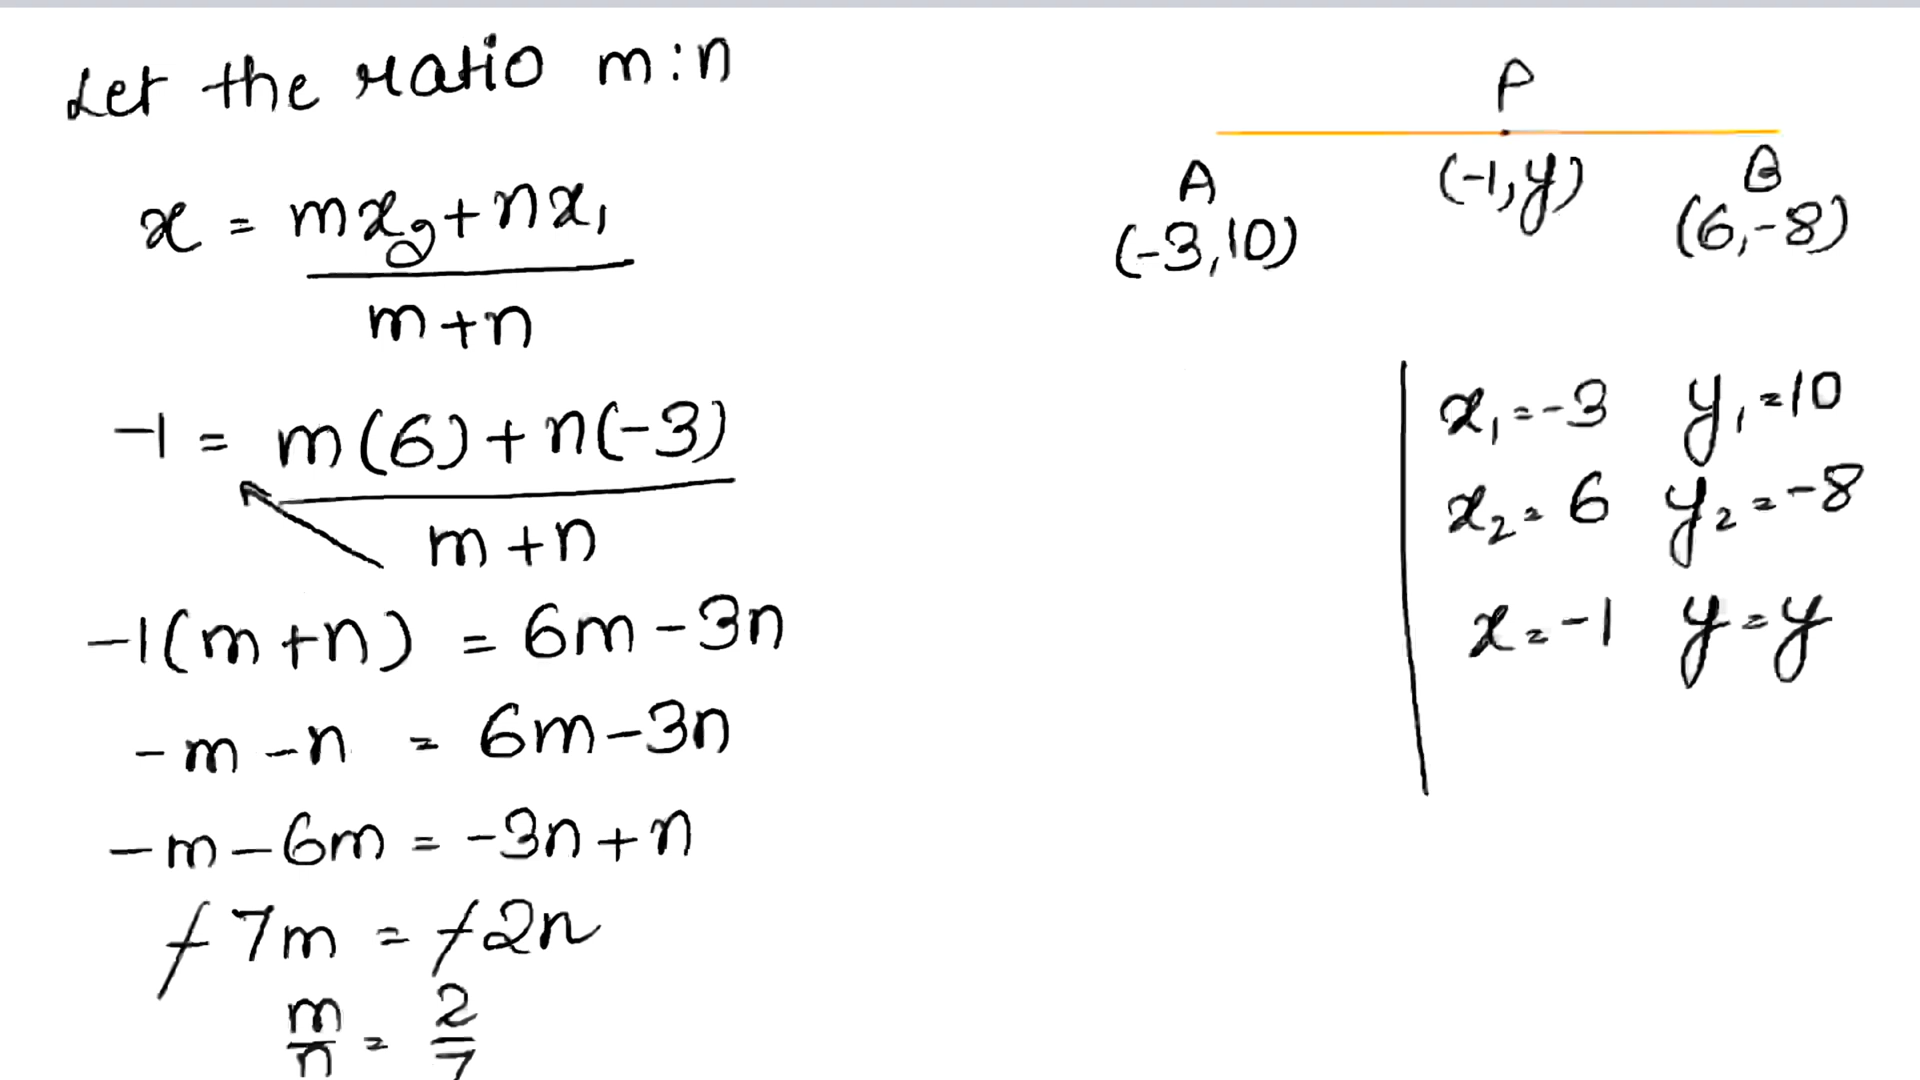 Let the ratio m:n
x = mx2+nx1
m+n
-1 = m(6)+n(-3)
m+n
-1(m+n) = 6m-3n
-m-n = 6m-3n
-m-6m = -3n+n
-7m = -2n
m/n = 2/7
P
A (-1,y) B
(-3,10) (6,-8)
x1=-3 y1=10
x2=6 y2=-8
x=-1 y=y